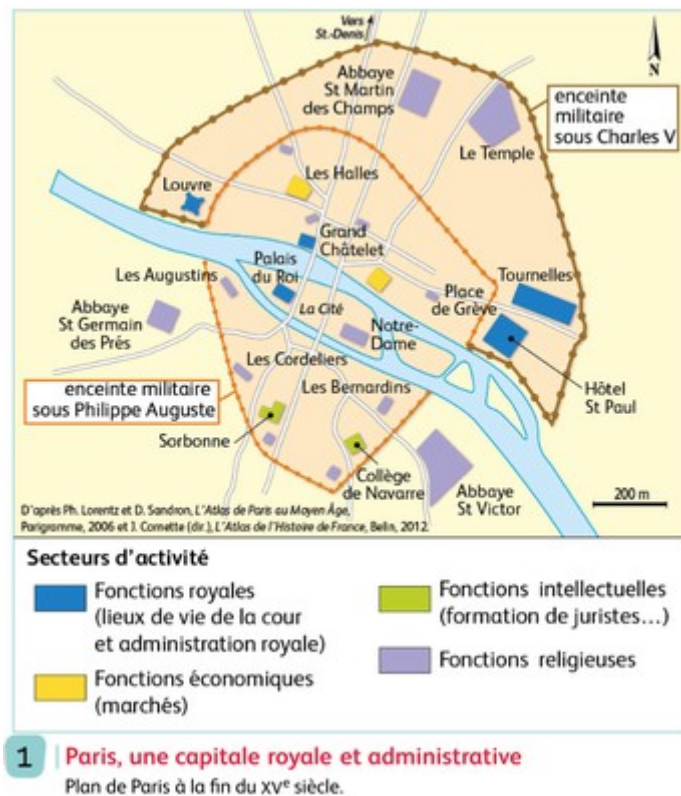 Vers
St.-Denis
N
Abbaye
St Martin
des Champs
enceinte
militaire
sous Charles V
Le Temple
Les Halles
Louvre
Grand
Châtelet
Les Augustins
Palais
du Roi
Tournelles
Place
de Grève
La Cité
Abbaye
St Germain
des Prés
Notre-
Dame
Les Cordeliers
enceinte militaire
sous Philippe Auguste
Les Bernardins
Hôtel
St Paul
Sorbonne
Collège
de Navarre
Abbaye
St Victor
200 m
D'après Ph. Lorentz et D. Sandron, L'Atlas de Paris au Moyen Âge,
Parigramme, 2006 et J. Cornette (dir.), L'Atlas de l'Histoire de France, Belin, 2012.
Secteurs d'activité
Fonctions royales
(lieux de vie de la cour
et administration royale)
Fonctions économiques
(marchés)
Fonctions intellectuelles
(formation de juristes...)
Fonctions religieuses
1 Paris, une capitale royale et administrative
Plan de Paris à la fin du XVe siècle.